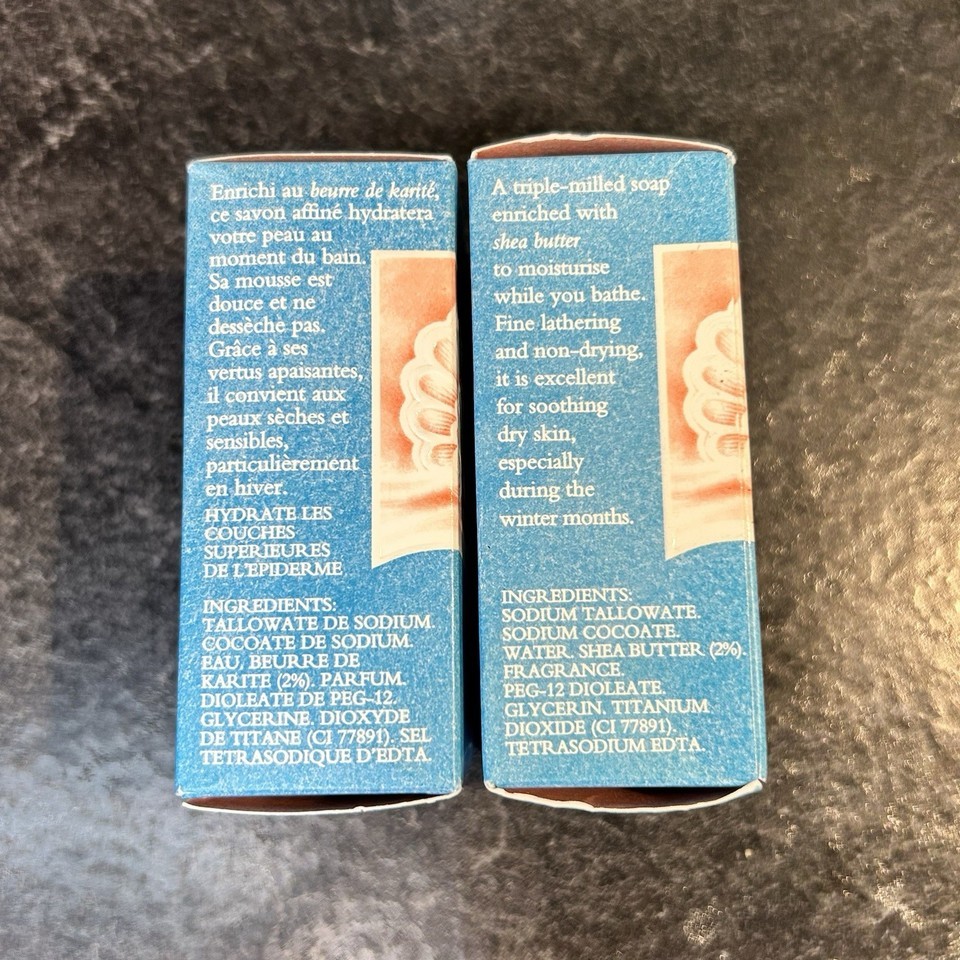 Enrichi au beurre de karité,
ce savon affiné hydratera
votre peau au
moment du bain.
Sa mousse est
douce et ne
dessèche pas.
Grâce à ses
vertus apaisantes,
il convient aux
peaux sèches et
sensibles,
particulièrement
en hiver.
HYDRATE LES
COUCHES
SUPERIEURES
DE L'EPIDERME
INGREDIENTS:
TALLOWATE DE SODIUM.
COCOATE DE SODIUM.
EAU, BEURRE DE
KARITE (2%). PARFUM.
DIOLEATE DE PEG-12.
GLYCERINE. DIOXYDE
DE TITANE (CI 77891). SEL
TETRASODIQUE D'EDTA.
A triple-milled soap
enriched with
shea butter
to moisturise
while you bathe.
Fine lathering
and non-drying,
it is excellent
for soothing
dry skin,
especially
during the
winter months.
INGREDIENTS:
SODIUM TALLOWATE.
SODIUM COCOATE.
WATER. SHEA BUTTER (2%).
FRAGRANCE.
PEG-12 DIOLEATE.
GLYCERIN. TITANIUM
DIOXIDE (CI 77891).
TETRASODIUM EDTA.